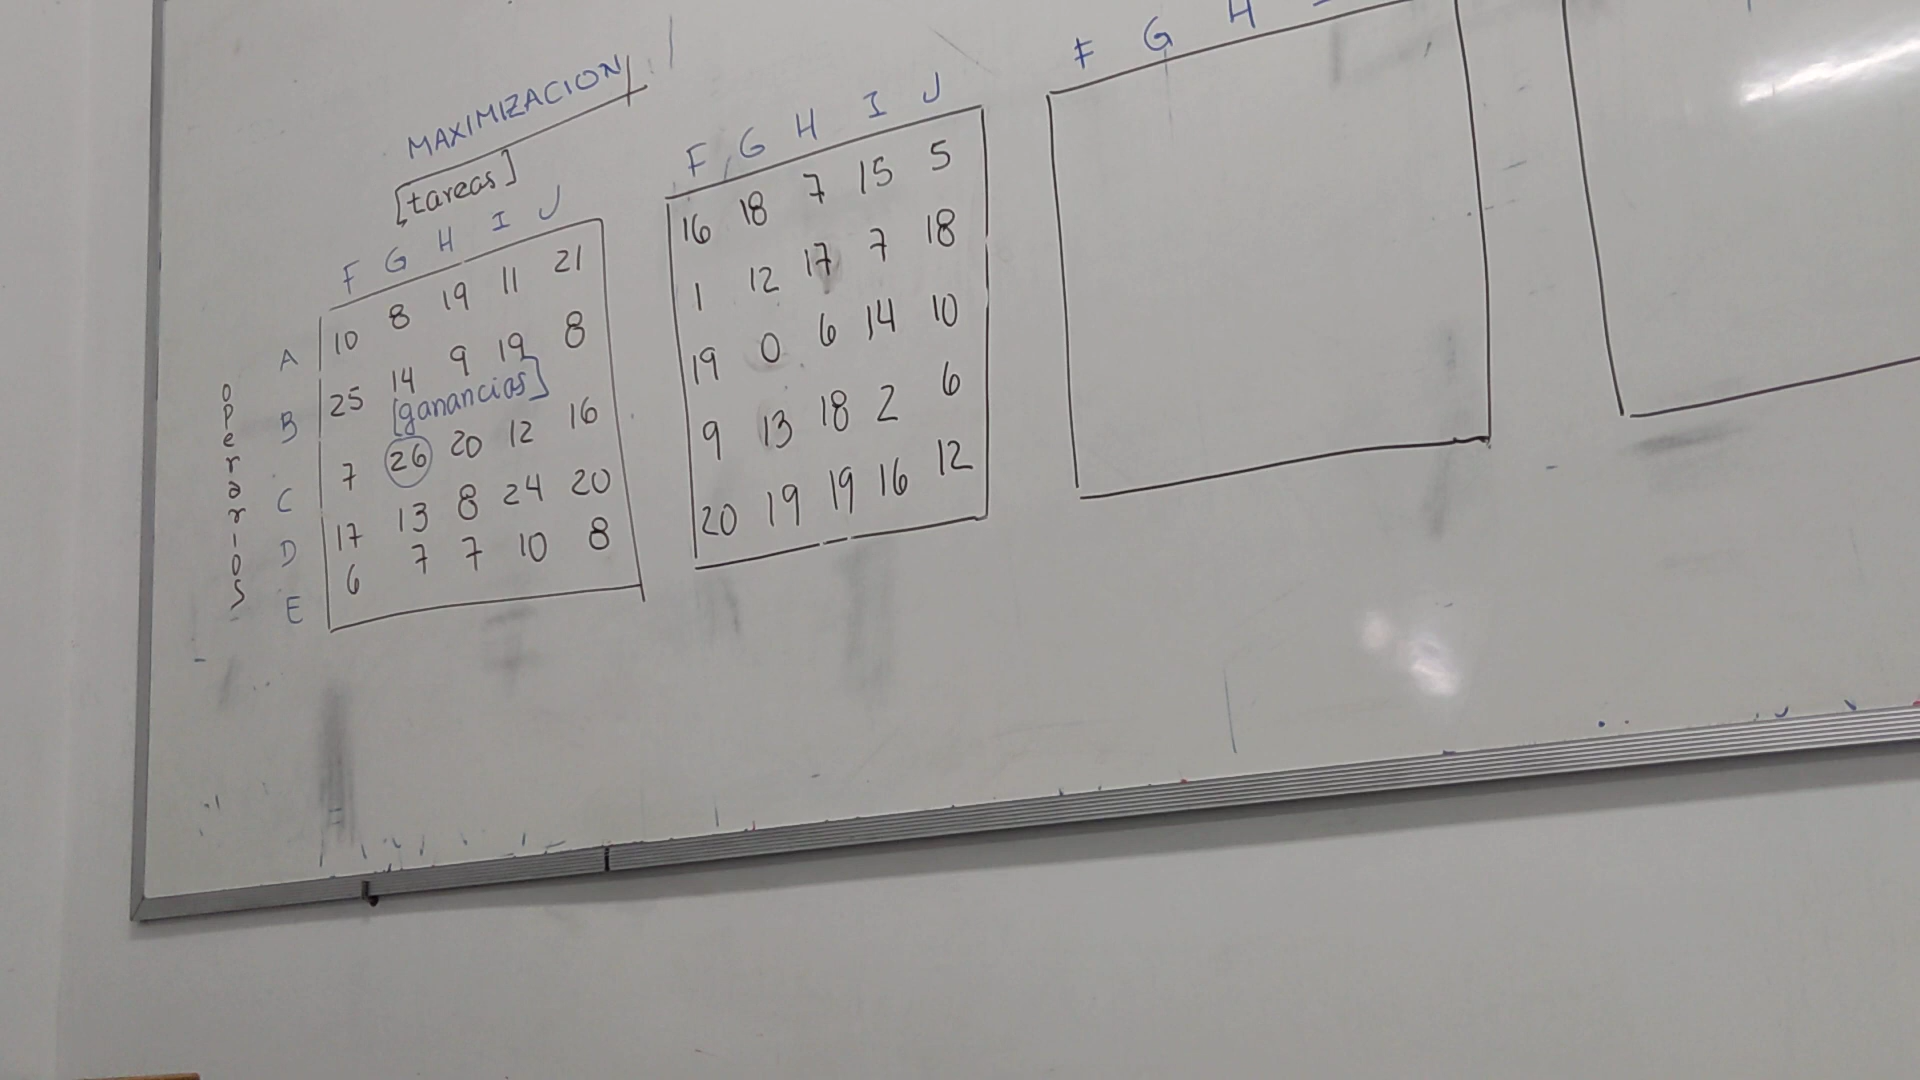 MAXIMIZACION
[tareas]
F G H I J
A 10 8 19 11 21
B 25 14 9 19 8
[ganancias]
C 7 26 20 12 16
D 17 13 8 24 20
E 6 7 7 10 8
operarios
F G H I J
16 18 7 15 5
1 12 17 7 18
19 0 6 14 10
9 13 18 2 6
20 19 19 16 12
F G H